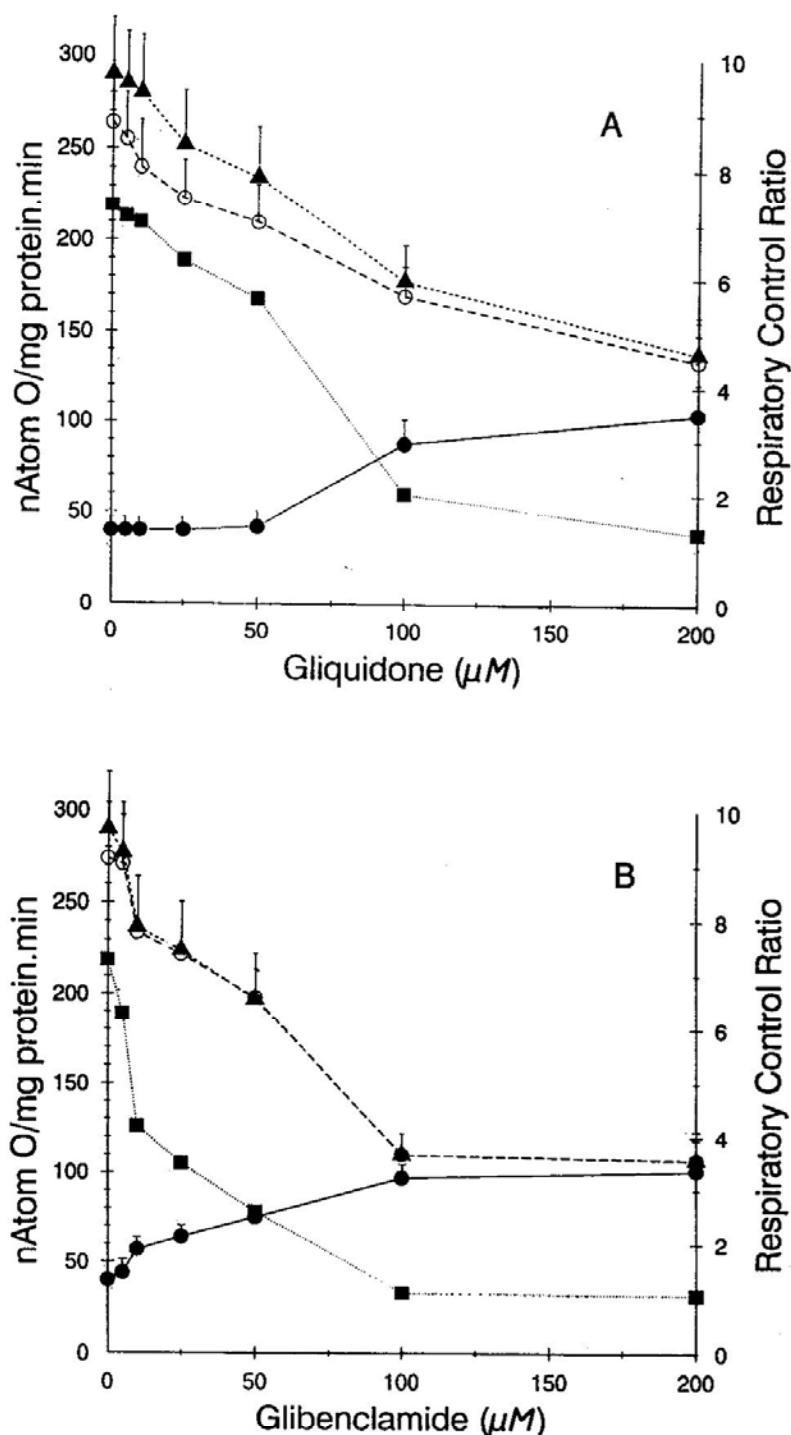 A
nAtom O/mg protein.min
300
250
200
150
100
50
0
10
8
6
4
2
0
Respiratory Control Ratio
0 50 100 150 200
Gliquidone (µM)
B
nAtom O/mg protein.min
300
250
200
150
100
50
0
10
8
6
4
2
0
Respiratory Control Ratio
0 50 100 150 200
Glibenclamide (µM)